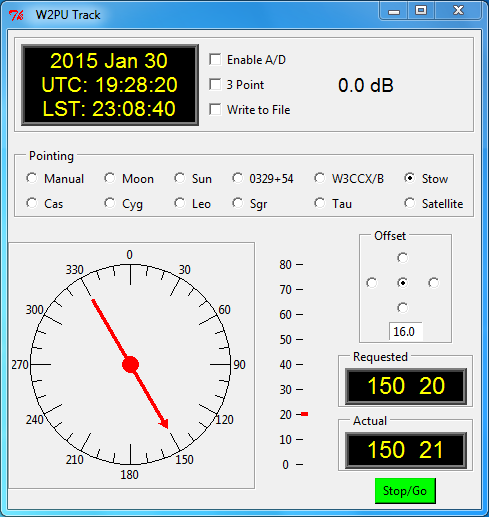 W2PU Track
2015 Jan 30
UTC: 19:28:20
LST: 23:08:40
Enable A/D
3 Point
Write to File
0.0 dB
Pointing
Manual Moon Sun 0329+54 W3CCX/B Stow
Cas Cyg Leo Sgr Tau Satellite
0
30
60
90
120
150
180
210
240
270
300
330
80
70
60
50
40
30
20
10
0
Offset
16.0
Requested
150 20
Actual
150 21
Stop/Go